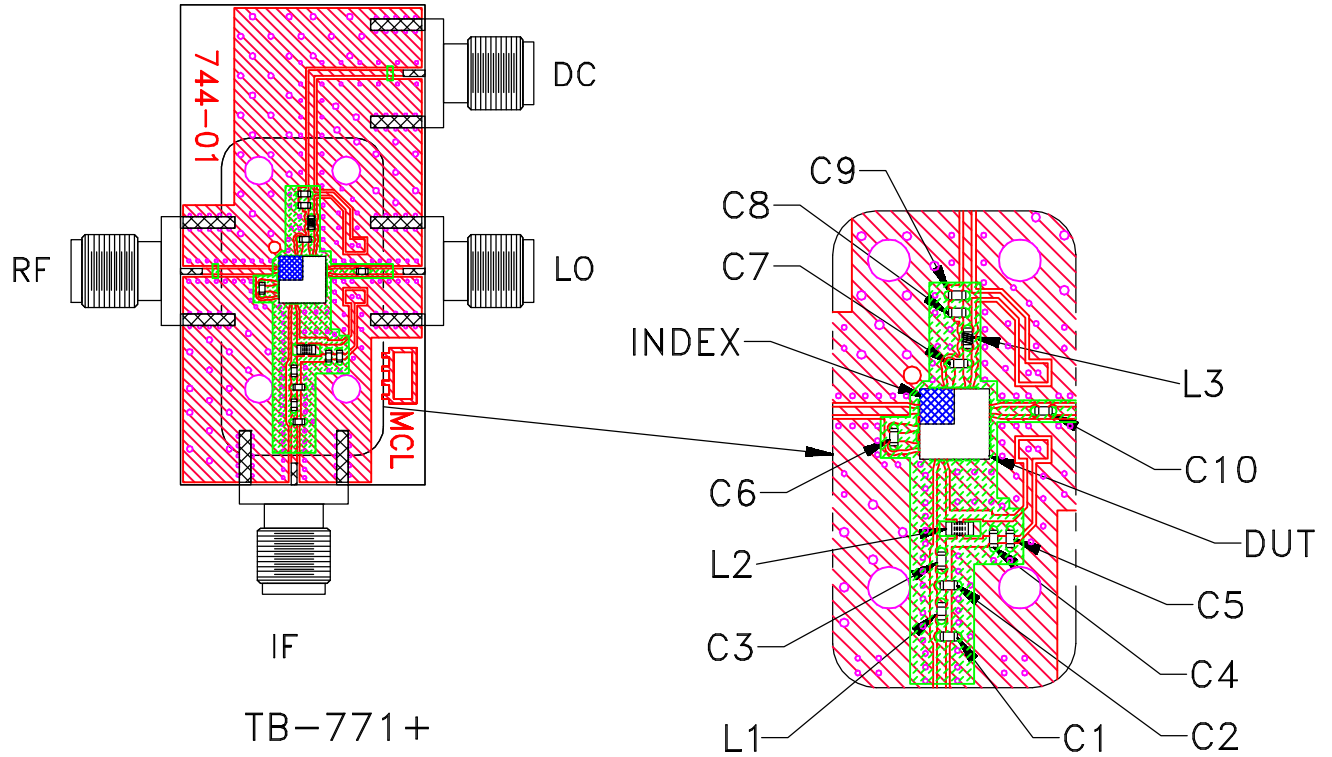 744-01
DC
RF
LO
MCL
IF
TB-771+
C9
C8
C7
INDEX
L3
C6
C10
L2
DUT
C3
C5
C4
L1
C1
C2